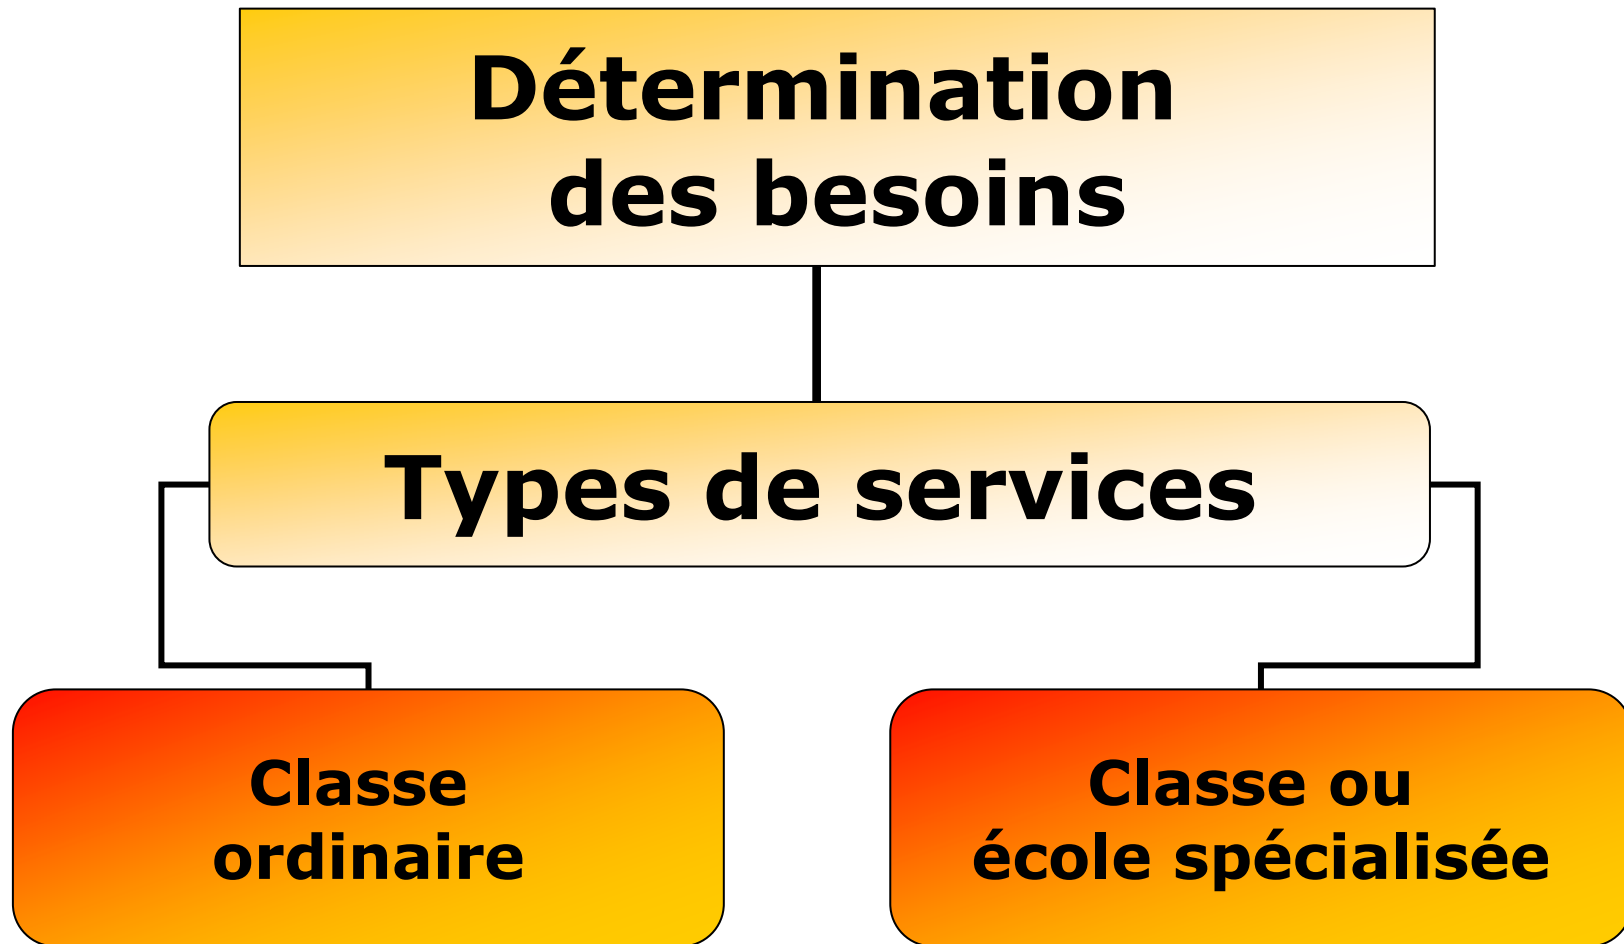 Détermination
des besoins
Types de services
Classe
ordinaire
Classe ou
école spécialisée